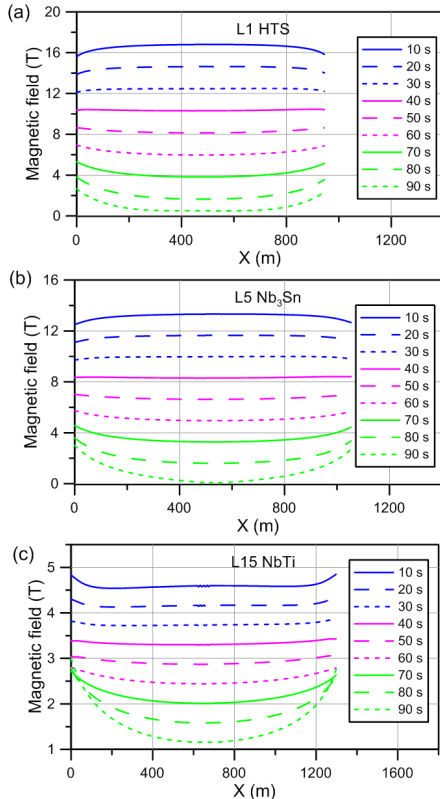 (a)
L1 HTS
20
16
12
8
4
0
Magnetic field (T)
10 s
20 s
30 s
40 s
50 s
60 s
70 s
80 s
90 s
0 400 800 1200
X (m)
(b)
L5 Nb₃Sn
16
12
8
4
0
Magnetic field (T)
10 s
20 s
30 s
40 s
50 s
60 s
70 s
80 s
90 s
0 400 800 1200
X (m)
(c)
L15 NbTi
5
4
3
2
1
Magnetic field (T)
10 s
20 s
30 s
40 s
50 s
60 s
70 s
80 s
90 s
0 400 800 1200 1600
X (m)